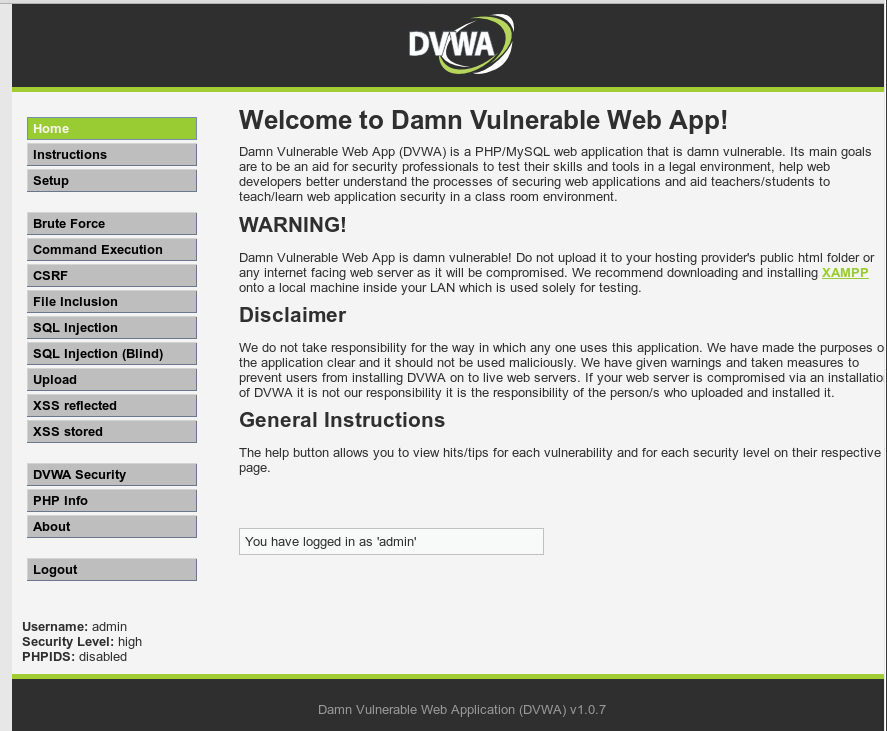 DVWA
Home
Instructions
Setup
Brute Force
Command Execution
CSRF
File Inclusion
SQL Injection
SQL Injection (Blind)
Upload
XSS reflected
XSS stored
DVWA Security
PHP Info
About
Logout
Username: admin
Security Level: high
PHPIDS: disabled
Welcome to Damn Vulnerable Web App!
Damn Vulnerable Web App (DVWA) is a PHP/MySQL web application that is damn vulnerable. Its main goals
are to be an aid for security professionals to test their skills and tools in a legal environment, help web
developers better understand the processes of securing web applications and aid teachers/students to
teach/learn web application security in a class room environment.
WARNING!
Damn Vulnerable Web App is damn vulnerable! Do not upload it to your hosting provider's public html folder or
any internet facing web server as it will be compromised. We recommend downloading and installing XAMPP
onto a local machine inside your LAN which is used solely for testing.
Disclaimer
We do not take responsibility for the way in which any one uses this application. We have made the purposes o
the application clear and it should not be used maliciously. We have given warnings and taken measures to
prevent users from installing DVWA on to live web servers. If your web server is compromised via an installatio
of DVWA it is not our responsibility it is the responsibility of the person/s who uploaded and installed it.
General Instructions
The help button allows you to view hits/tips for each vulnerability and for each security level on their respective
page.
You have logged in as 'admin'
Damn Vulnerable Web Application (DVWA) v1.0.7